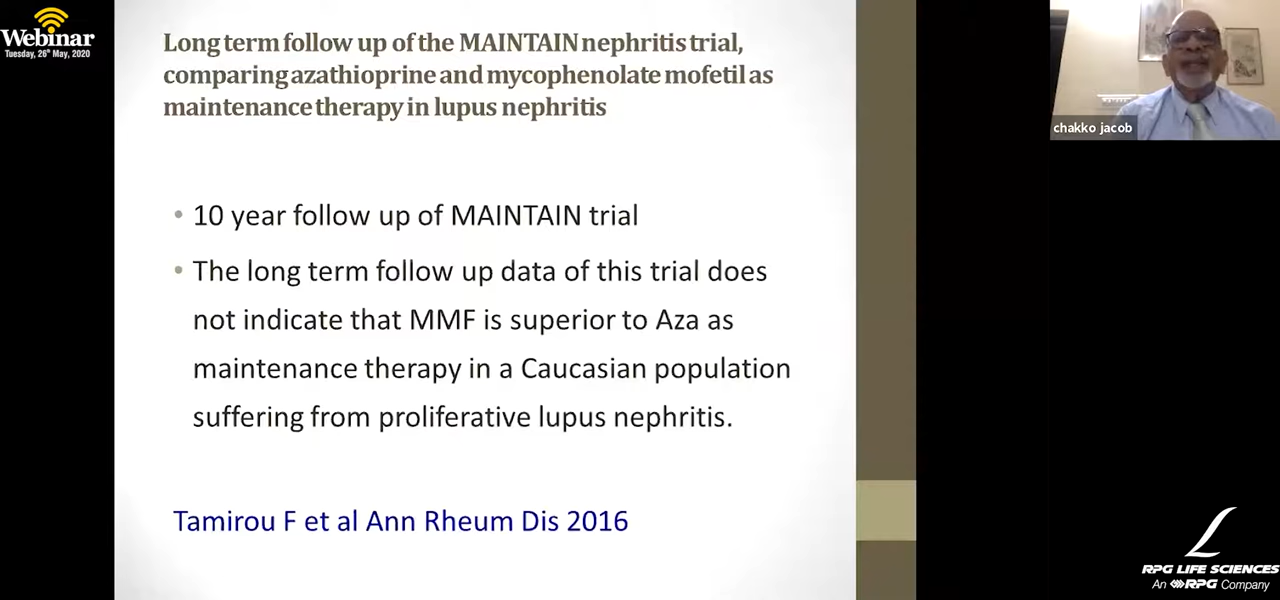 Webinar
Tuesday, 26th May, 2020
Long term follow up of the MAINTAIN nephritis trial,
comparing azathioprine and mycophenolate mofetil as
maintenance therapy in lupus nephritis
• 10 year follow up of MAINTAIN trial
• The long term follow up data of this trial does
not indicate that MMF is superior to Aza as
maintenance therapy in a Caucasian population
suffering from proliferative lupus nephritis.
Tamirou F et al Ann Rheum Dis 2016
chakko jacob
RPG LIFE SCIENCES
An RPG Company